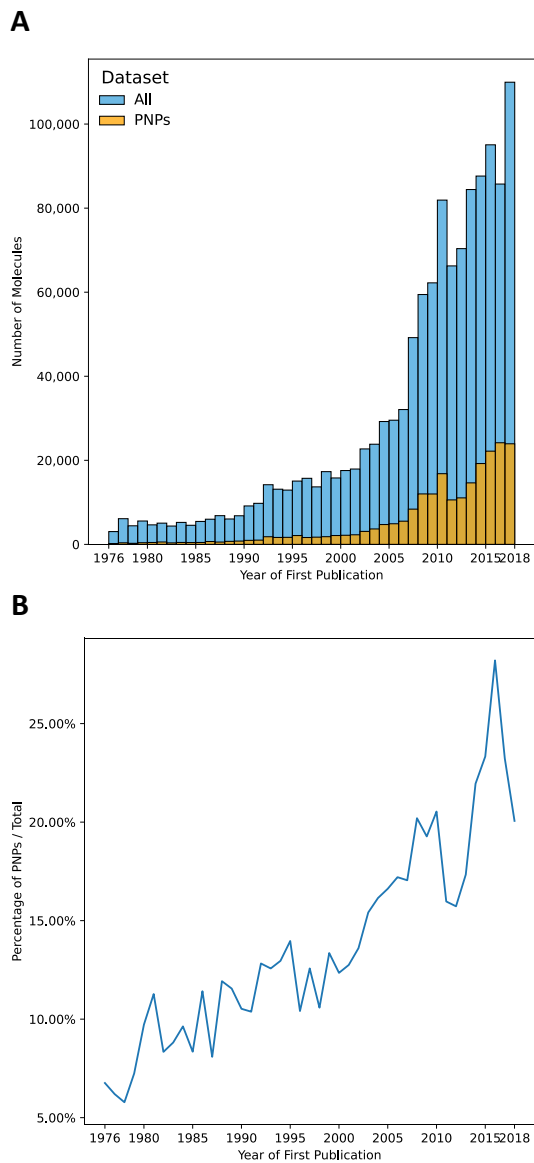 A
Dataset
All
PNPs
100,000
80,000
60,000
40,000
20,000
0
Number of Molecules
1976 1980 1985 1990 1995 2000 2005 2010 2015 2018
Year of First Publication
B
25.00%
20.00%
15.00%
10.00%
5.00%
Percentage of PNPs / Total
1976 1980 1985 1990 1995 2000 2005 2010 2015 2018
Year of First Publication